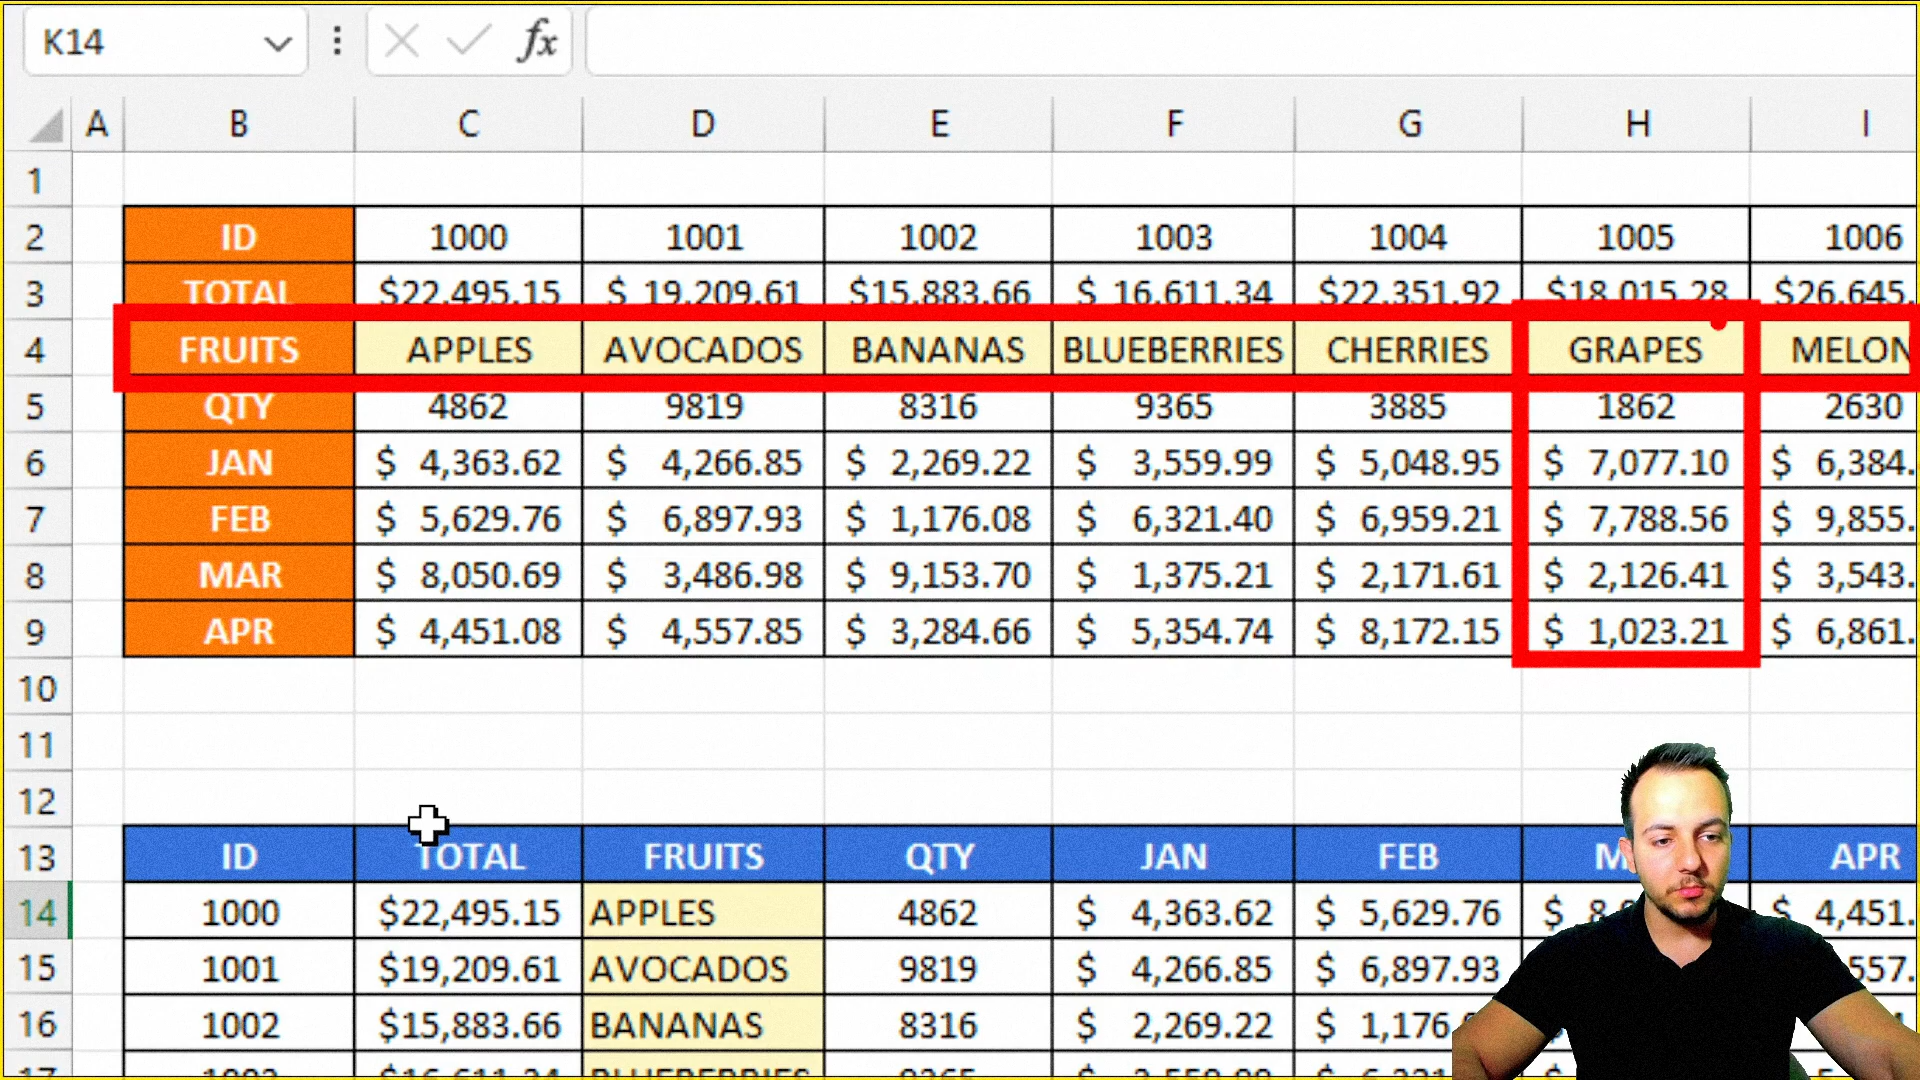 K14 fx
A B C D E F G H I
1
2 ID 1000 1001 1002 1003 1004 1005 1006
3 TOTAL $22,495.15 $ 19,209.61 $15,883.66 $ 16,611.34 $22,351.92 $18,015.28 $26,645.
4 FRUITS APPLES AVOCADOS BANANAS BLUEBERRIES CHERRIES GRAPES MELON
5 QTY 4862 9819 8316 9365 3885 1862 2630
6 JAN $ 4,363.62 $ 4,266.85 $ 2,269.22 $ 3,559.99 $ 5,048.95 $ 7,077.10 $ 6,384.
7 FEB $ 5,629.76 $ 6,897.93 $ 1,176.08 $ 6,321.40 $ 6,959.21 $ 7,788.56 $ 9,855.
8 MAR $ 8,050.69 $ 3,486.98 $ 9,153.70 $ 1,375.21 $ 2,171.61 $ 2,126.41 $ 3,543.
9 APR $ 4,451.08 $ 4,557.85 $ 3,284.66 $ 5,354.74 $ 8,172.15 $ 1,023.21 $ 6,861.
10
11
12
13 ID TOTAL FRUITS QTY JAN FEB M APR
14 1000 $22,495.15 APPLES 4862 $ 4,363.62 $ 5,629.76 $ $ 4,451.
15 1001 $19,209.61 AVOCADOS 9819 $ 4,266.85 $ 6,897.93 $ 557.
16 1002 $15,883.66 BANANAS 8316 $ 2,269.22 $ 1,176
17 1003 $16,611.34 BLUEBERRIES 9365 $ 3,559.99